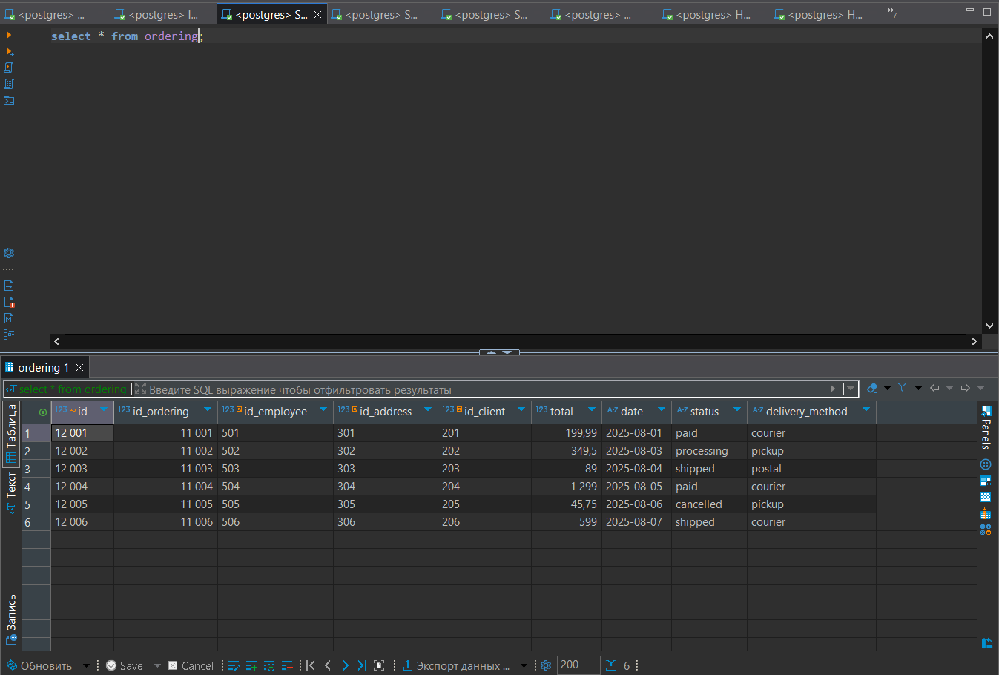 <postgres> ... <postgres> I... <postgres> S... <postgres> S... <postgres> S... <postgres> ... <postgres> H... <postgres> H... »7
select * from ordering;
ordering 1
select * from ordering Введите SQL выражение чтобы отфильтровать результаты
123 id 123 id_ordering 123 id_employee 123 id_address 123 id_client 123 total A-Z date A-Z status A-Z delivery_method
1 12 001 11 001 501 301 201 199,99 2025-08-01 paid courier
2 12 002 11 002 502 302 202 349,5 2025-08-03 processing pickup
3 12 003 11 003 503 303 203 89 2025-08-04 shipped postal
4 12 004 11 004 504 304 204 1 299 2025-08-05 paid courier
5 12 005 11 005 505 305 205 45,75 2025-08-06 cancelled pickup
6 12 006 11 006 506 306 206 599 2025-08-07 shipped courier
Таблица
Текст
Запись
Panels
Обновить Save Cancel Экспорт данных ... 200 6